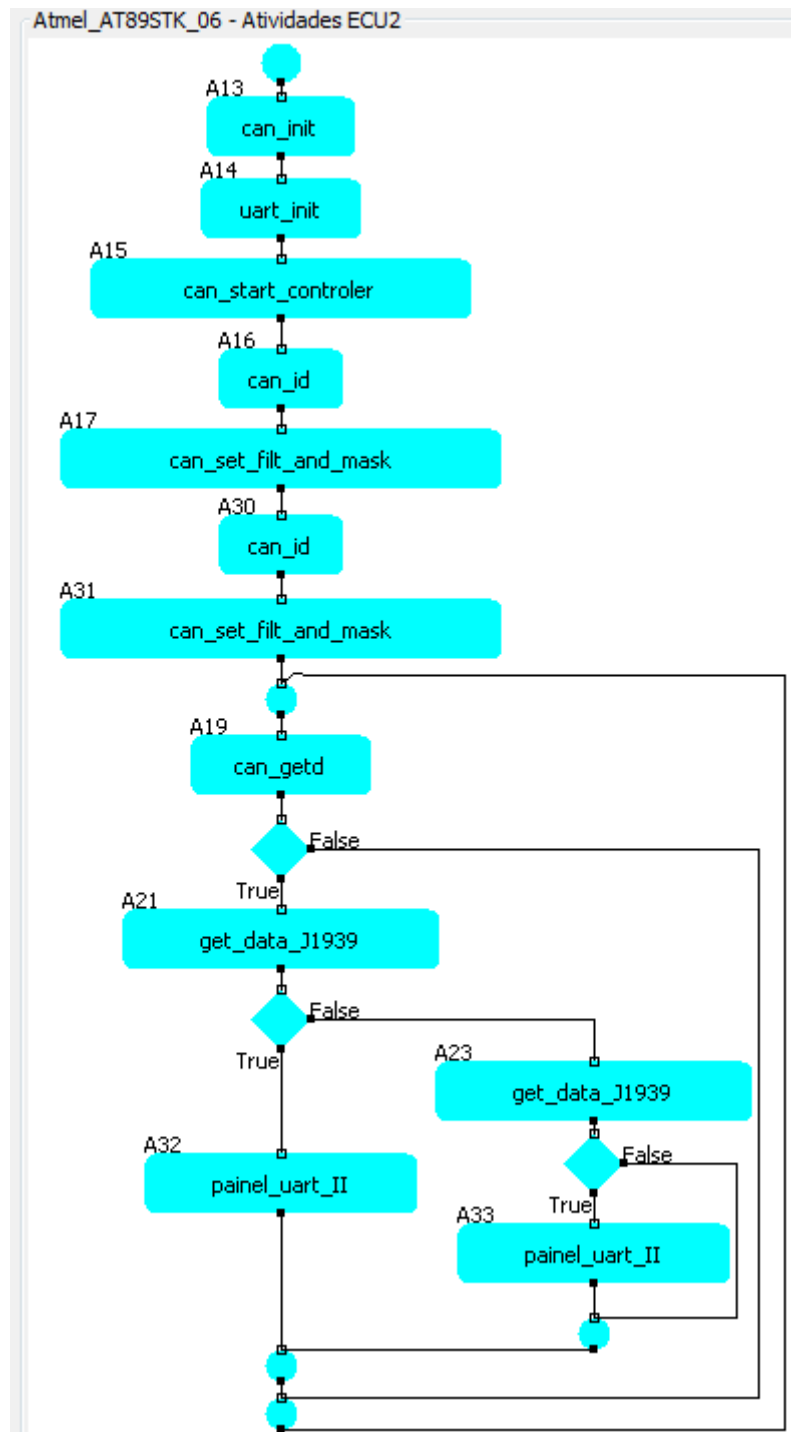 Atmel_AT89STK_06 - Atividades ECU2
A13
can_init
A14
uart_init
A15
can_start_controler
A16
can_id
A17
can_set_filt_and_mask
A30
can_id
A31
can_set_filt_and_mask
A19
can_getd
False
True
A21
get_data_J1939
False
True
A23
get_data_J1939
False
True
A32
painel_uart_II
A33
painel_uart_II